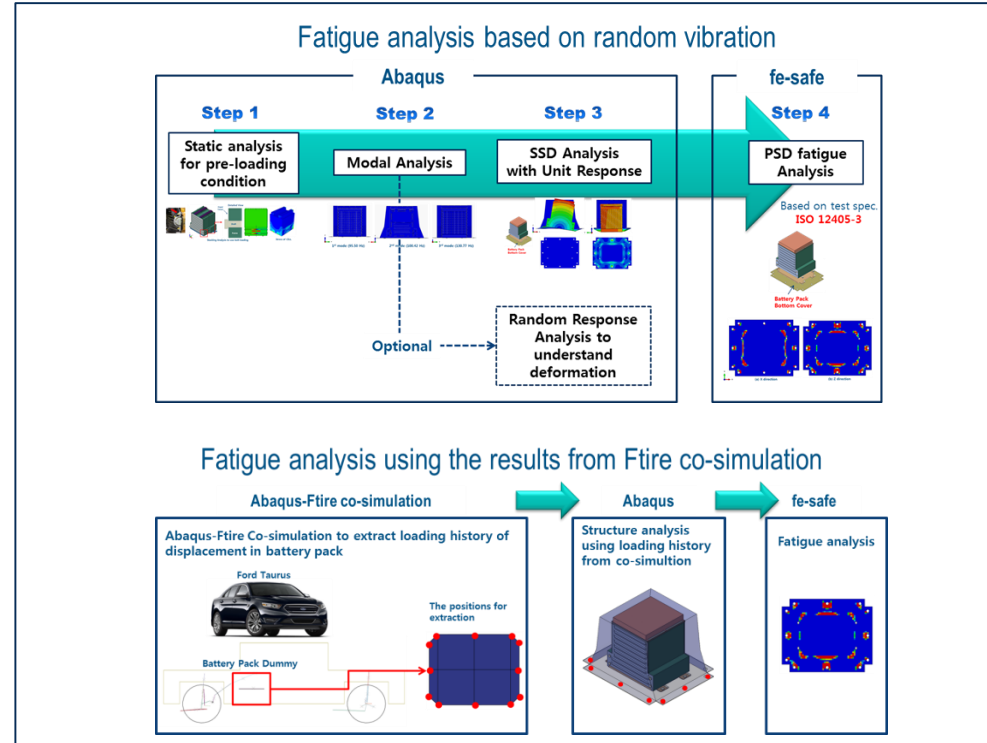 Fatigue analysis based on random vibration
Abaqus
fe-safe
Step 1
Step 2
Step 3
Step 4
Static analysis
for pre-loading
condition
Modal Analysis
SSD Analysis
with Unit Response
PSD fatigue
Analysis
Based on test spec.
ISO 12405-3
Battery Pack
Bottom Cover
Battery Pack
Bottom Cover
Optional
Random Response
Analysis to
understand
deformation
Fatigue analysis using the results from Ftire co-simulation
Abaqus-Ftire co-simulation
Abaqus
fe-safe
Abaqus-Ftire Co-simulation to extract loading history of
displacement in battery pack
Ford Taurus
The positions for
extraction
Battery Pack Dummy
Structure analysis
using loading history
from co-simultion
Fatigue analysis